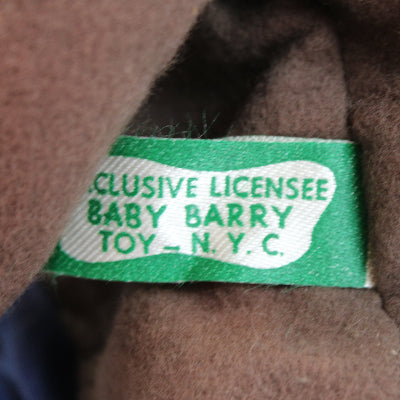 CLUSIVE LICENSEE
BABY BARRY
TOY - N. Y. C.